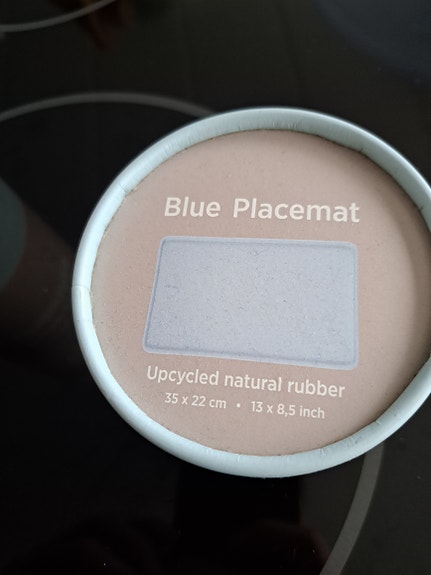 Blue Placemat
Upcycled natural rubber
35 x 22 cm • 13 x 8,5 inch